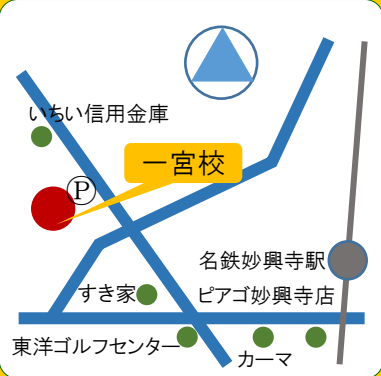 いちい信用金庫
一宮校
P
名鉄妙興寺駅
すき家
ピアゴ妙興寺店
東洋ゴルフセンター
カーマ